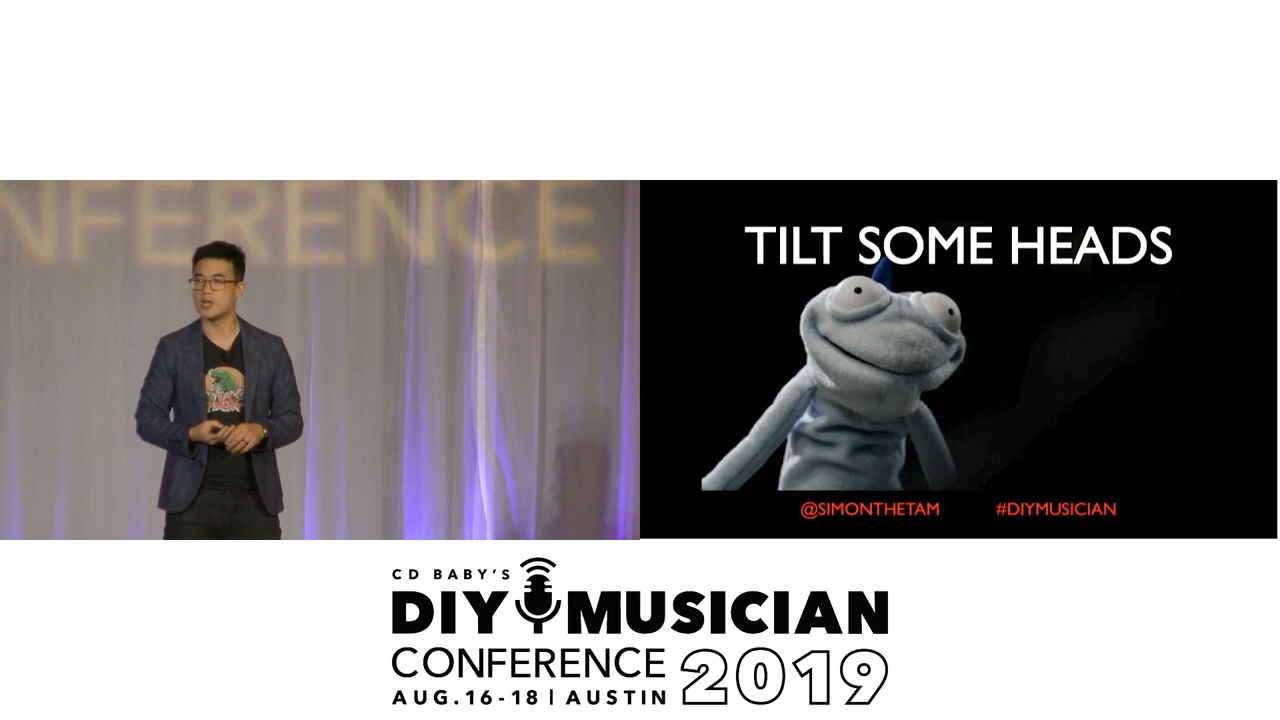 NFERENCE
TILT SOME HEADS
@SIMONTHETAM #DIYMUSICIAN
CD BABY'S
DIY MUSICIAN
CONFERENCE 2019
AUG.16-18 | AUSTIN